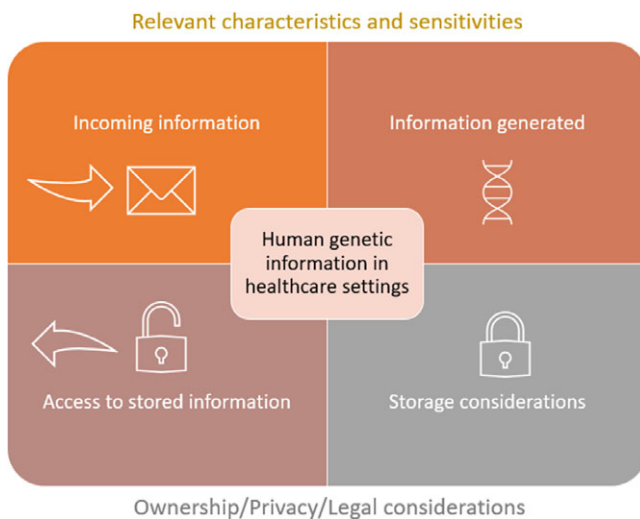 Relevant characteristics and sensitivities
Incoming information
Information generated
Human genetic
information in
healthcare settings
Access to stored information
Storage considerations
Ownership/Privacy/Legal considerations